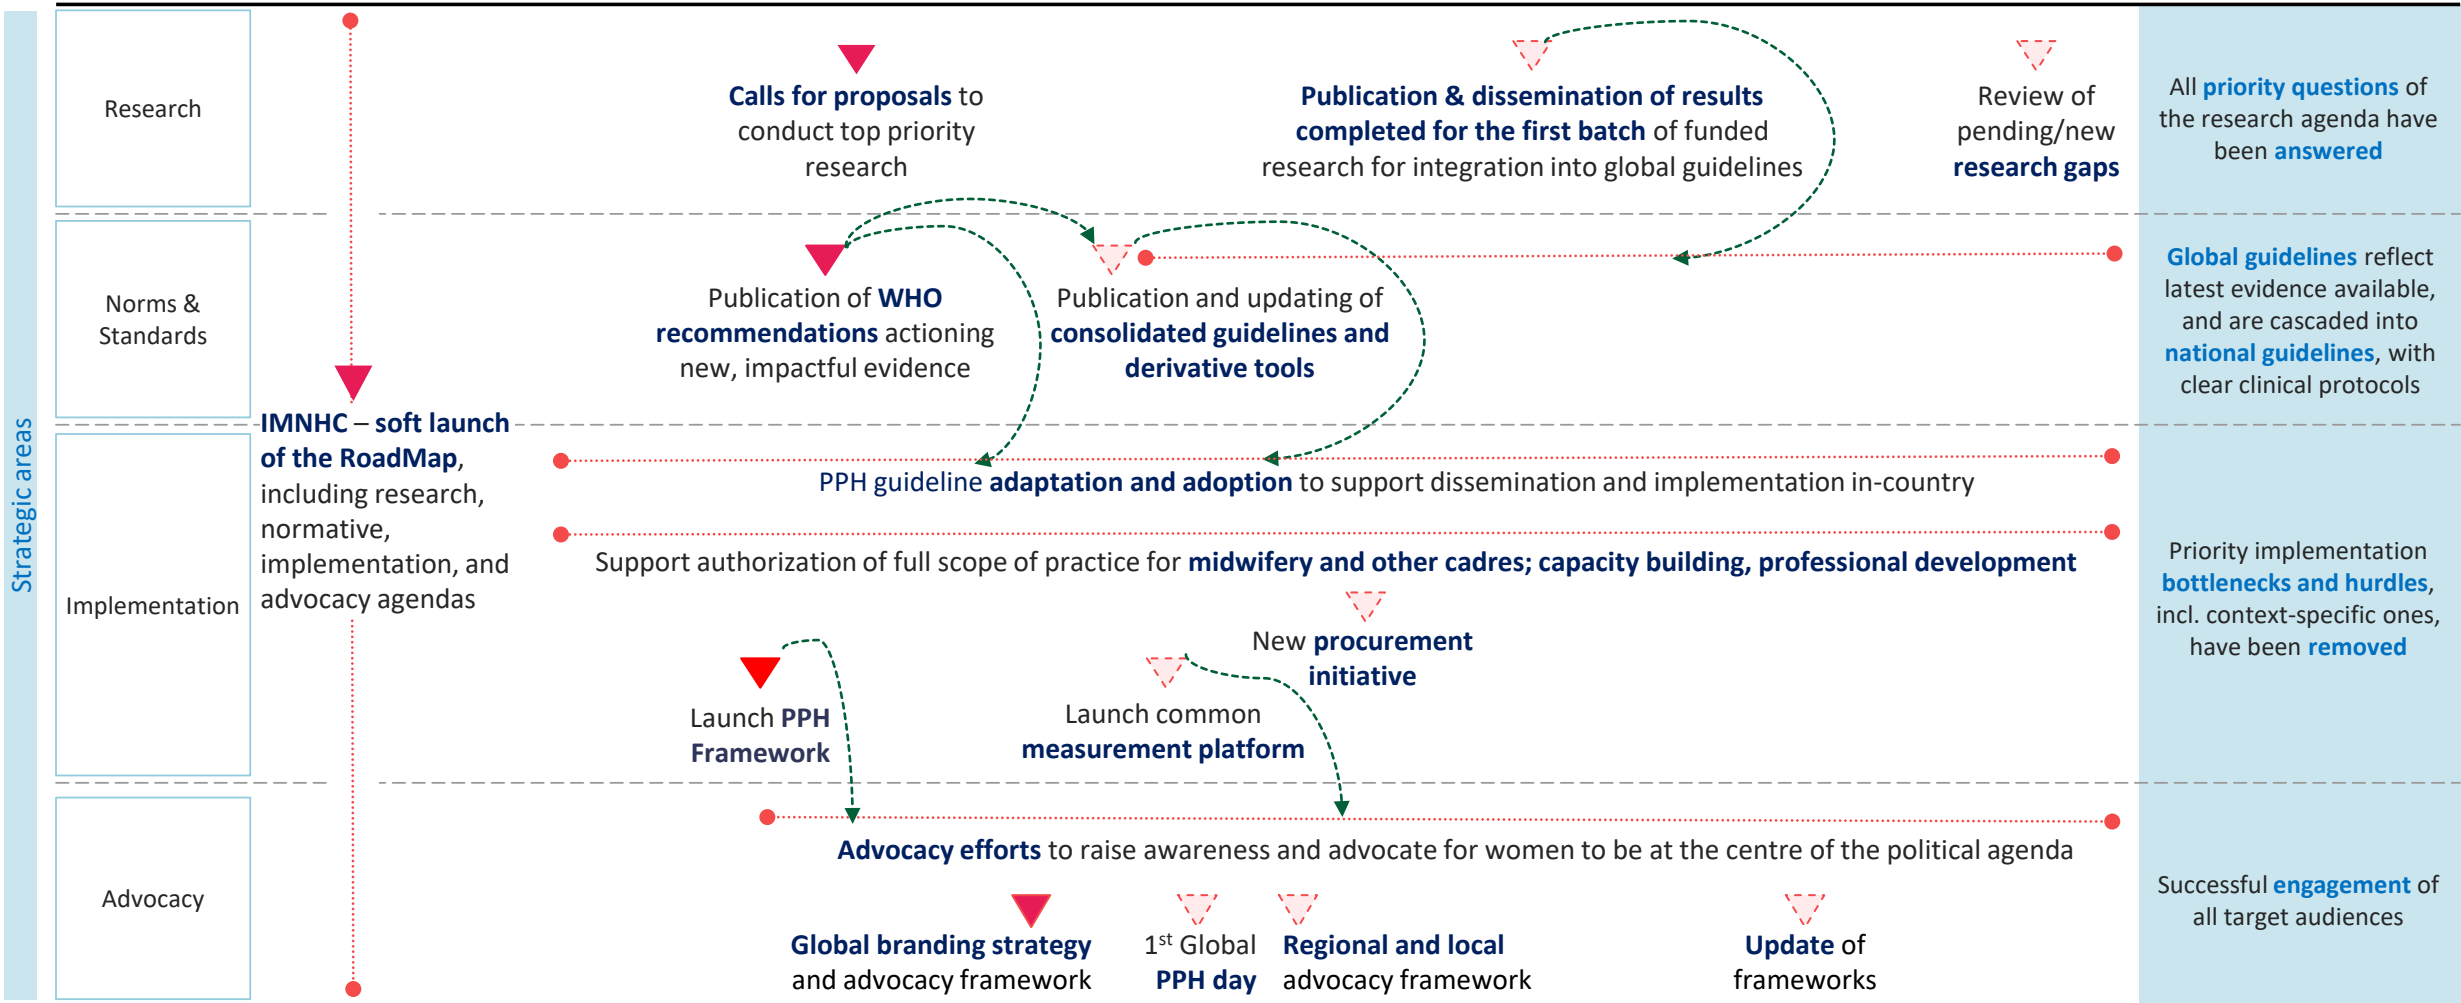 Strategic areas
Research
Calls for proposals to
conduct top priority
research
Publication & dissemination of results
completed for the first batch of funded
research for integration into global guidelines
Review of
pending/new
research gaps
All priority questions of
the research agenda have
been answered
Norms &
Standards
Publication of WHO
recommendations actioning
new, impactful evidence
Publication and updating of
consolidated guidelines and
derivative tools
Global guidelines reflect
latest evidence available,
and are cascaded into
national guidelines, with
clear clinical protocols
IMNHC – soft launch
of the RoadMap,
including research,
normative,
implementation, and
advocacy agendas
Implementation
PPH guideline adaptation and adoption to support dissemination and implementation in-country
Support authorization of full scope of practice for midwifery and other cadres; capacity building, professional development
New procurement
initiative
Launch PPH
Framework
Launch common
measurement platform
Priority implementation
bottlenecks and hurdles,
incl. context-specific ones,
have been removed
Advocacy
Advocacy efforts to raise awareness and advocate for women to be at the centre of the political agenda
Global branding strategy
and advocacy framework
1st Global
PPH day
Regional and local
advocacy framework
Update of
frameworks
Successful engagement of
all target audiences